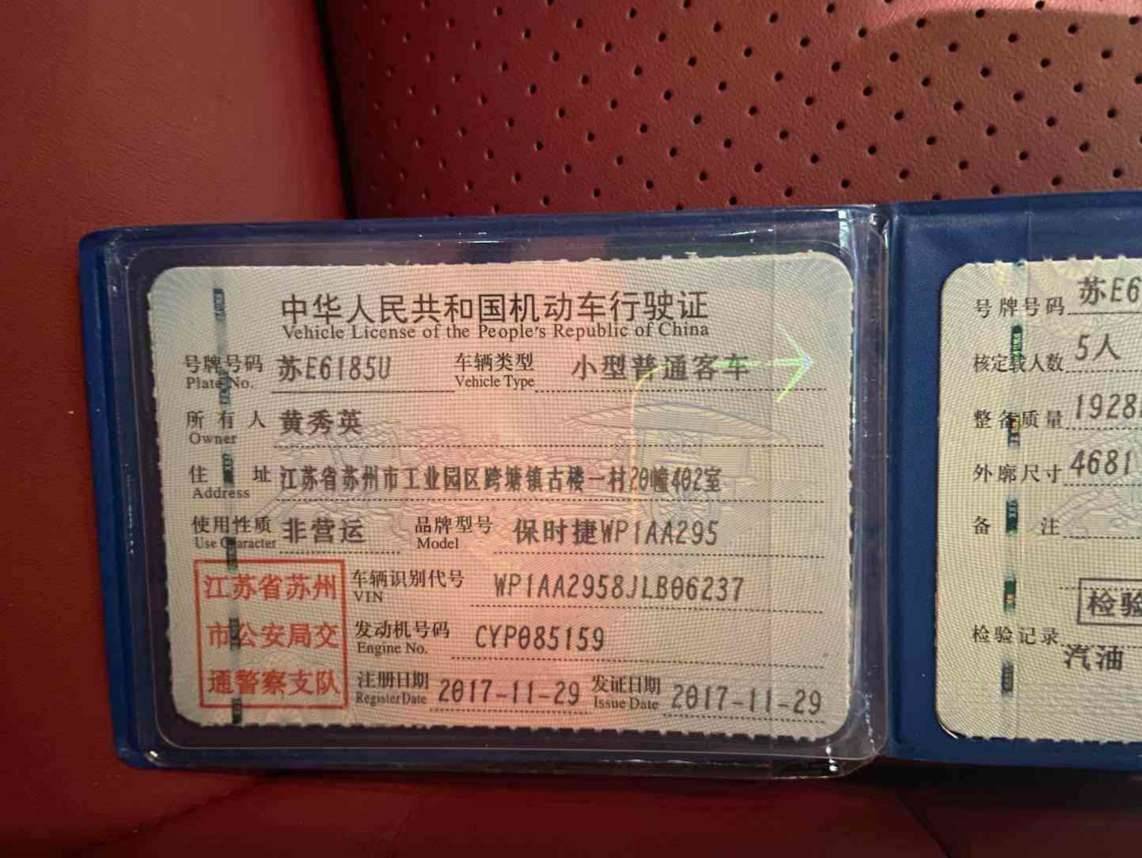 中华人民共和国机动车行驶证
Vehicle License of the People's Republic of China
号牌号码 苏E6185U 车辆类型 小型普通客车
Plate No. Vehicle Type
所有人 黄秀英
Owner
住址 江苏省苏州市工业园区跨塘镇古楼一村20幢402室
Address
使用性质 非营运 品牌型号 保时捷WP1AA295
Use Character Model
江苏省苏州
市公安局交
通警察支队
车辆识别代号 WP1AA2958JLB06237
VIN
发动机号码 CYP085159
Engine No.
注册日期 2017-11-29 发证日期 2017-11-29
Register Date Issue Date
号牌号码 苏E6
核定载人数 5人
整备质量 1928
外廓尺寸 4681
备注
检验
检验记录
汽油